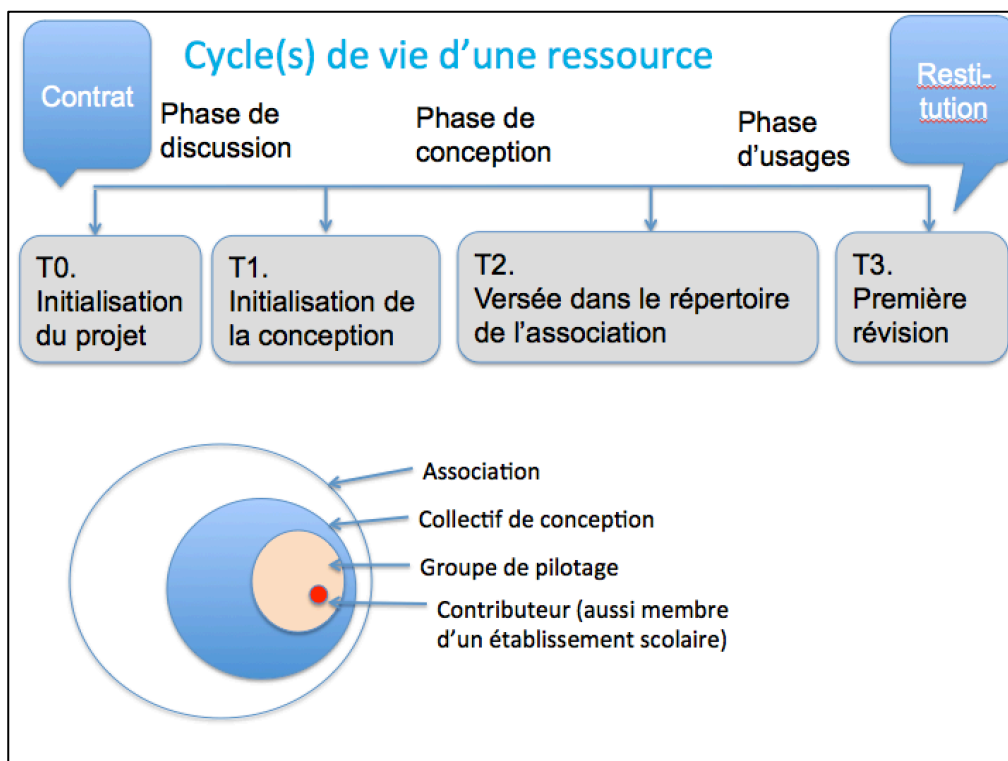 Cycle(s) de vie d'une ressource
Contrat
Resti-
tution
Phase de
discussion
Phase de
conception
Phase
d'usages
T0.
Initialisation
du projet
T1.
Initialisation de
la conception
T2.
Versée dans le répertoire
de l'association
T3.
Première
révision
Association
Collectif de conception
Groupe de pilotage
Contributeur (aussi membre
d'un établissement scolaire)